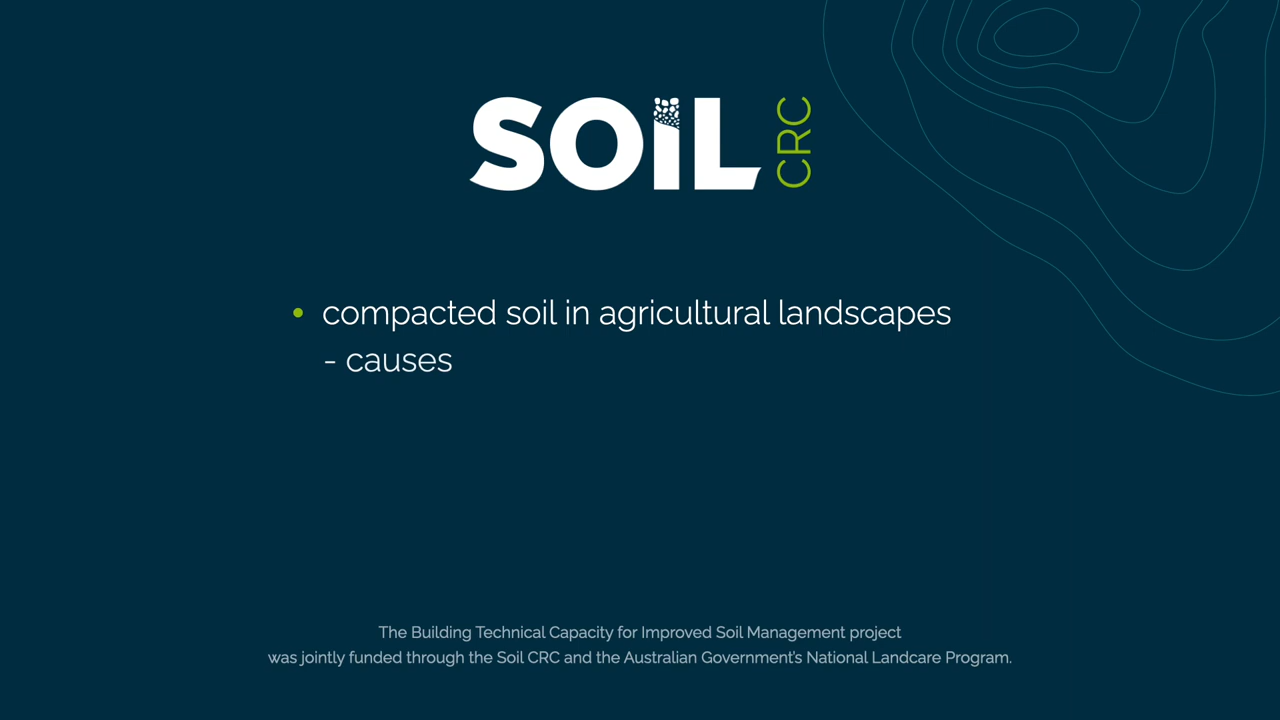 SOIL CRC
• compacted soil in agricultural landscapes
- causes
The Building Technical Capacity for Improved Soil Management project
was jointly funded through the Soil CRC and the Australian Government's National Landcare Program.